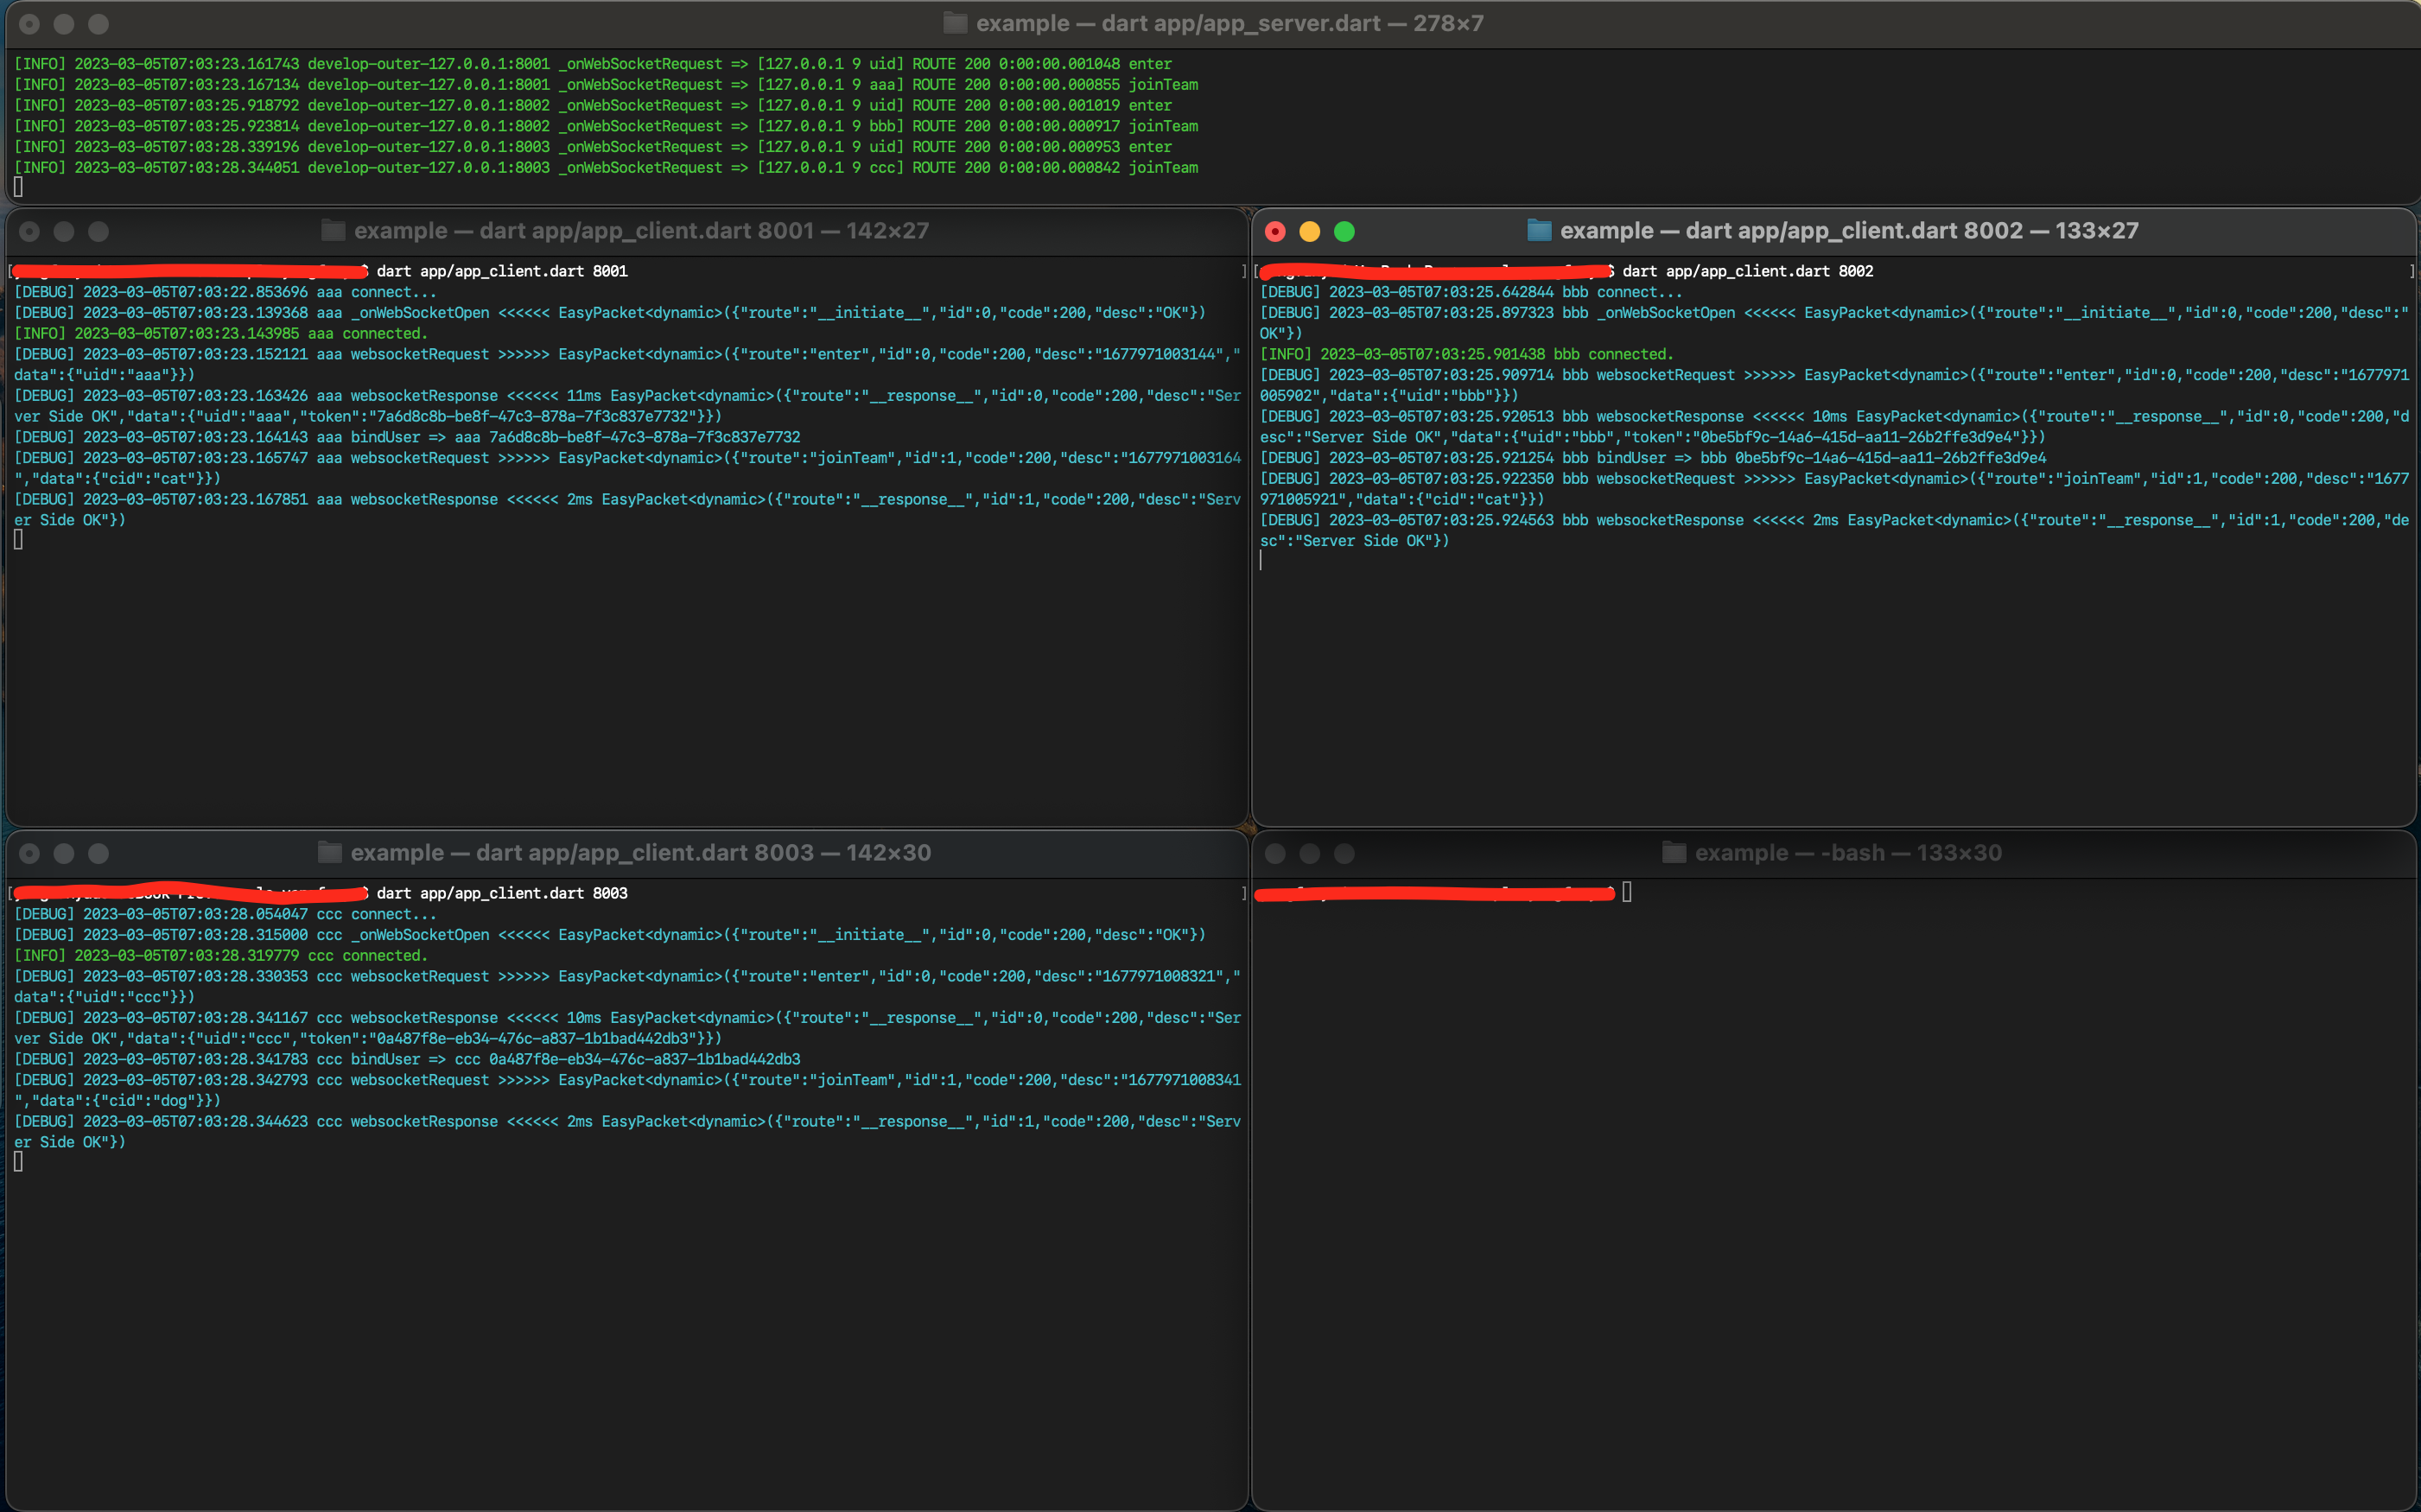 example — dart app/app_server.dart — 278×7
[INFO] 2023-03-05T07:03:23.161743 develop-outer-127.0.0.1:8001 _onWebSocketRequest => [127.0.0.1 9 uid] ROUTE 200 0:00:00.001048 enter
[INFO] 2023-03-05T07:03:23.167134 develop-outer-127.0.0.1:8001 _onWebSocketRequest => [127.0.0.1 9 aaa] ROUTE 200 0:00:00.000855 joinTeam
[INFO] 2023-03-05T07:03:25.918792 develop-outer-127.0.0.1:8002 _onWebSocketRequest => [127.0.0.1 9 uid] ROUTE 200 0:00:00.001019 enter
[INFO] 2023-03-05T07:03:25.923814 develop-outer-127.0.0.1:8002 _onWebSocketRequest => [127.0.0.1 9 bbb] ROUTE 200 0:00:00.000917 joinTeam
[INFO] 2023-03-05T07:03:28.339196 develop-outer-127.0.0.1:8003 _onWebSocketRequest => [127.0.0.1 9 uid] ROUTE 200 0:00:00.000953 enter
[INFO] 2023-03-05T07:03:28.344051 develop-outer-127.0.0.1:8003 _onWebSocketRequest => [127.0.0.1 9 ccc] ROUTE 200 0:00:00.000842 joinTeam
example — dart app/app_client.dart 8001 — 142×27
$ dart app/app_client.dart 8001
[DEBUG] 2023-03-05T07:03:22.853696 aaa connect...
[DEBUG] 2023-03-05T07:03:23.139368 aaa _onWebSocketOpen <<<<<< EasyPacket<dynamic>({"route":"__initiate__","id":0,"code":200,"desc":"OK"})
[INFO] 2023-03-05T07:03:23.143985 aaa connected.
[DEBUG] 2023-03-05T07:03:23.152121 aaa websocketRequest >>>>>> EasyPacket<dynamic>({"route":"enter","id":0,"code":200,"desc":"1677971003144","
data":{"uid":"aaa"}})
[DEBUG] 2023-03-05T07:03:23.163426 aaa websocketResponse <<<<<< 11ms EasyPacket<dynamic>({"route":"__response__","id":0,"code":200,"desc":"Ser
ver Side OK","data":{"uid":"aaa","token":"7a6d8c8b-be8f-47c3-878a-7f3c837e7732"}})
[DEBUG] 2023-03-05T07:03:23.164143 aaa bindUser => aaa 7a6d8c8b-be8f-47c3-878a-7f3c837e7732
[DEBUG] 2023-03-05T07:03:23.165747 aaa websocketRequest >>>>>> EasyPacket<dynamic>({"route":"joinTeam","id":1,"code":200,"desc":"1677971003164
","data":{"cid":"cat"}})
[DEBUG] 2023-03-05T07:03:23.167851 aaa websocketResponse <<<<<< 2ms EasyPacket<dynamic>({"route":"__response__","id":1,"code":200,"desc":"Serv
er Side OK"})
example — dart app/app_client.dart 8002 — 133×27
$ dart app/app_client.dart 8002
[DEBUG] 2023-03-05T07:03:25.642844 bbb connect...
[DEBUG] 2023-03-05T07:03:25.897323 bbb _onWebSocketOpen <<<<<< EasyPacket<dynamic>({"route":"__initiate__","id":0,"code":200,"desc":"
OK"})
[INFO] 2023-03-05T07:03:25.901438 bbb connected.
[DEBUG] 2023-03-05T07:03:25.909714 bbb websocketRequest >>>>>> EasyPacket<dynamic>({"route":"enter","id":0,"code":200,"desc":"1677971
005902","data":{"uid":"bbb"}})
[DEBUG] 2023-03-05T07:03:25.920513 bbb websocketResponse <<<<<< 10ms EasyPacket<dynamic>({"route":"__response__","id":0,"code":200,"d
esc":"Server Side OK","data":{"uid":"bbb","token":"0be5bf9c-14a6-415d-aa11-26b2ffe3d9e4"}})
[DEBUG] 2023-03-05T07:03:25.921254 bbb bindUser => bbb 0be5bf9c-14a6-415d-aa11-26b2ffe3d9e4
[DEBUG] 2023-03-05T07:03:25.922350 bbb websocketRequest >>>>>> EasyPacket<dynamic>({"route":"joinTeam","id":1,"code":200,"desc":"1677
971005921","data":{"cid":"cat"}})
[DEBUG] 2023-03-05T07:03:25.924563 bbb websocketResponse <<<<<< 2ms EasyPacket<dynamic>({"route":"__response__","id":1,"code":200,"de
sc":"Server Side OK"})
example — dart app/app_client.dart 8003 — 142×30
$ dart app/app_client.dart 8003
[DEBUG] 2023-03-05T07:03:28.054047 ccc connect...
[DEBUG] 2023-03-05T07:03:28.315000 ccc _onWebSocketOpen <<<<<< EasyPacket<dynamic>({"route":"__initiate__","id":0,"code":200,"desc":"OK"})
[INFO] 2023-03-05T07:03:28.319779 ccc connected.
[DEBUG] 2023-03-05T07:03:28.330353 ccc websocketRequest >>>>>> EasyPacket<dynamic>({"route":"enter","id":0,"code":200,"desc":"1677971008321","
data":{"uid":"ccc"}})
[DEBUG] 2023-03-05T07:03:28.341167 ccc websocketResponse <<<<<< 10ms EasyPacket<dynamic>({"route":"__response__","id":0,"code":200,"desc":"Ser
ver Side OK","data":{"uid":"ccc","token":"0a487f8e-eb34-476c-a837-1b1bad442db3"}})
[DEBUG] 2023-03-05T07:03:28.341783 ccc bindUser => ccc 0a487f8e-eb34-476c-a837-1b1bad442db3
[DEBUG] 2023-03-05T07:03:28.342793 ccc websocketRequest >>>>>> EasyPacket<dynamic>({"route":"joinTeam","id":1,"code":200,"desc":"1677971008341
","data":{"cid":"dog"}})
[DEBUG] 2023-03-05T07:03:28.344623 ccc websocketResponse <<<<<< 2ms EasyPacket<dynamic>({"route":"__response__","id":1,"code":200,"desc":"Serv
er Side OK"})
example — -bash — 133×30